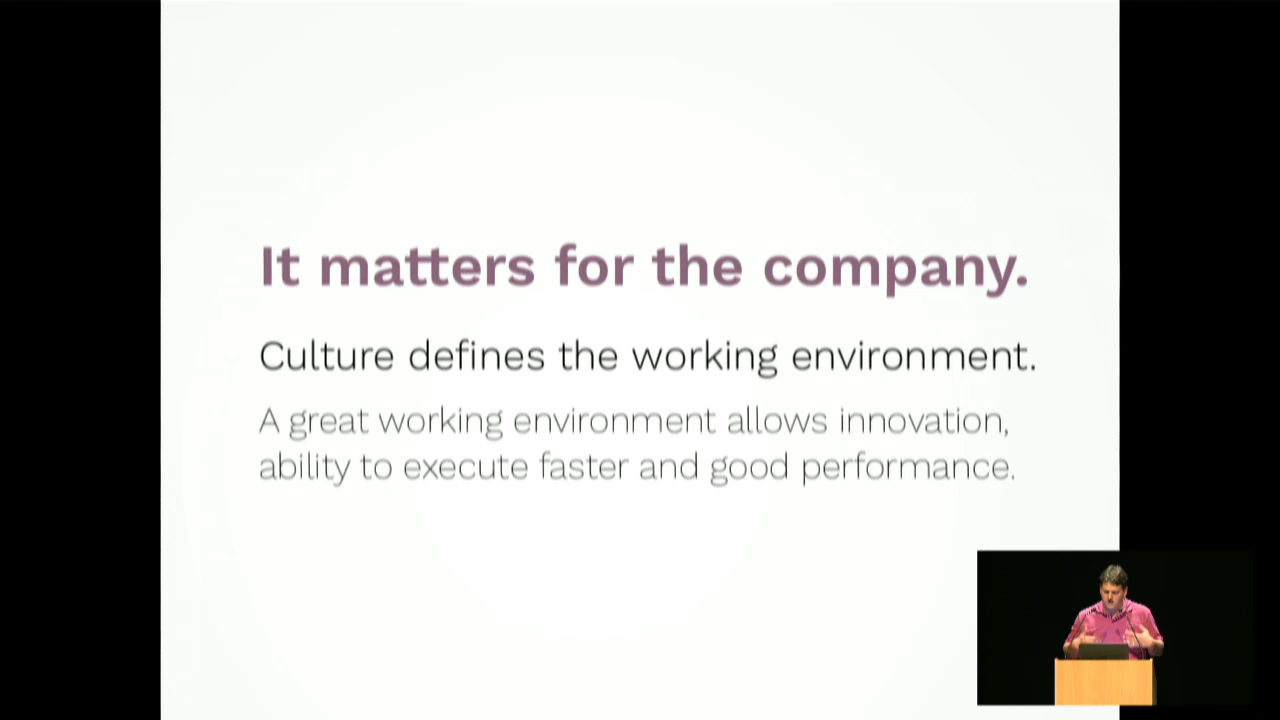 It matters for the company.
Culture defines the working environment.
A great working environment allows innovation,
ability to execute faster and good performance.